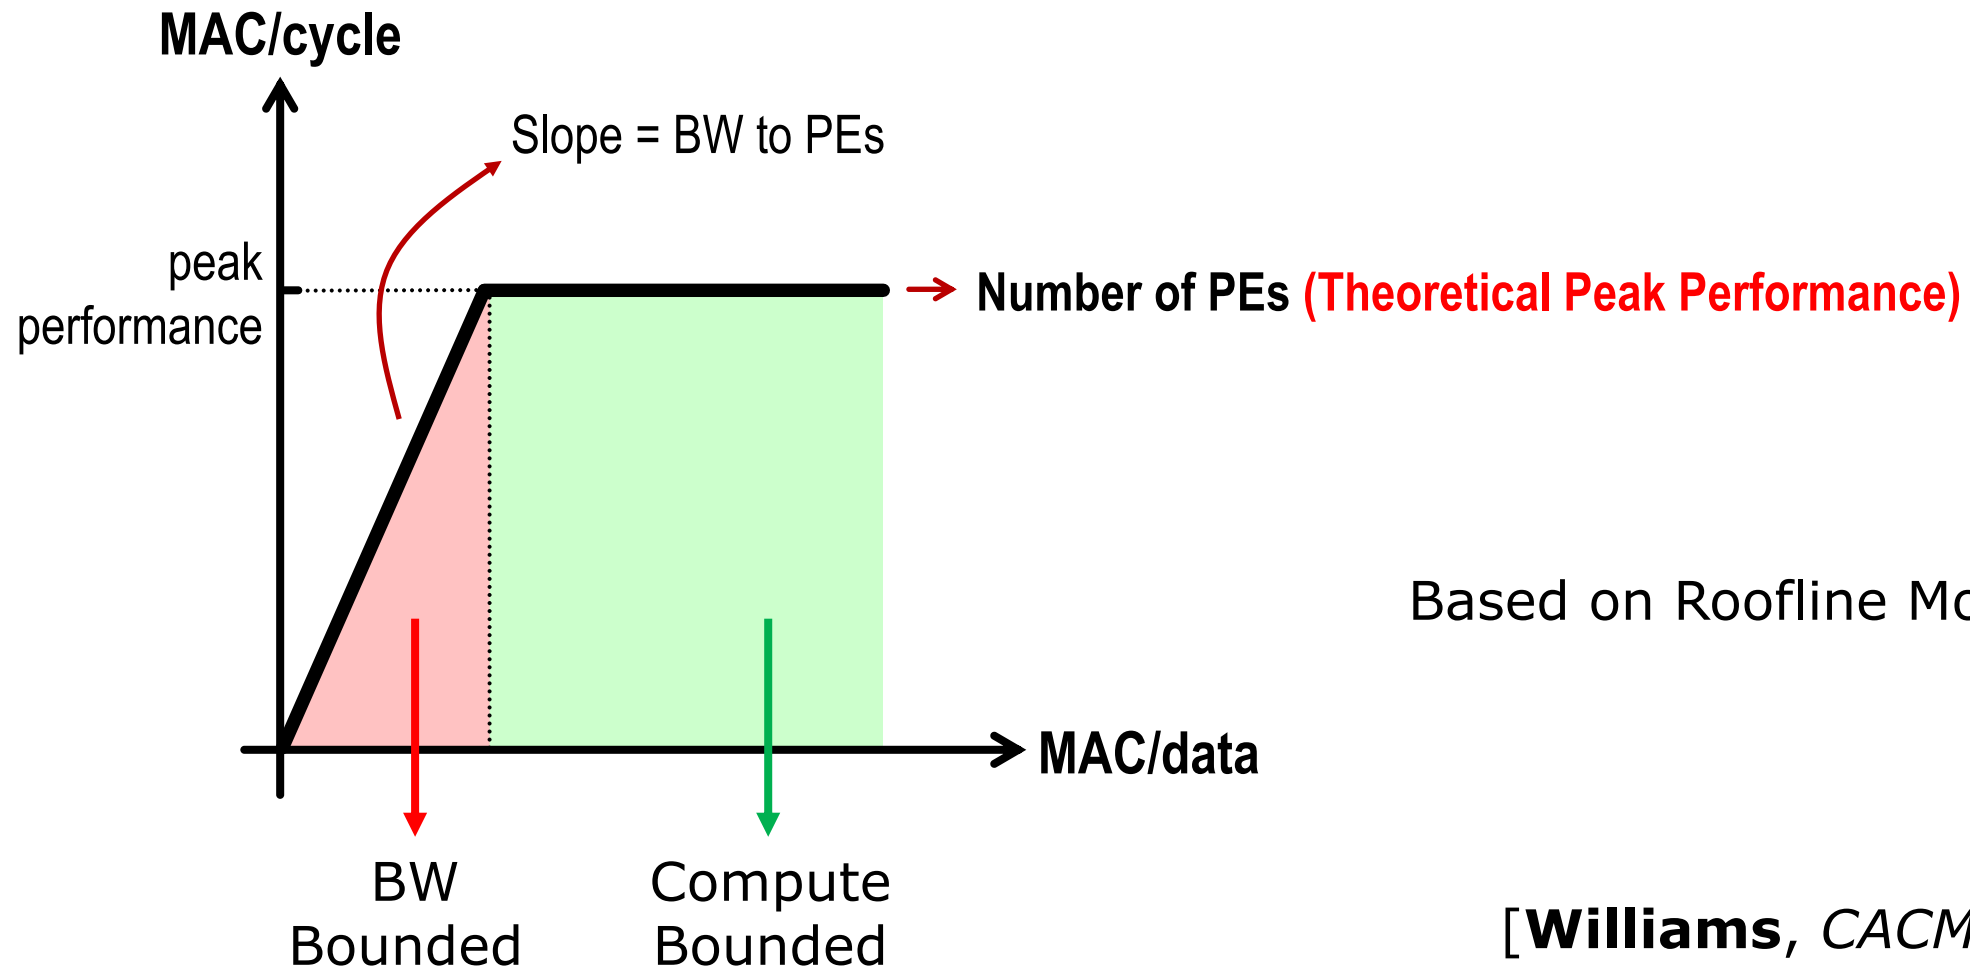 MAC/cycle
Slope = BW to PEs
peak
performance
Number of PEs (Theoretical Peak Performance)
Based on Roofline
MAC/data
BW
Bounded
Compute
Bounded
[Williams, CACM